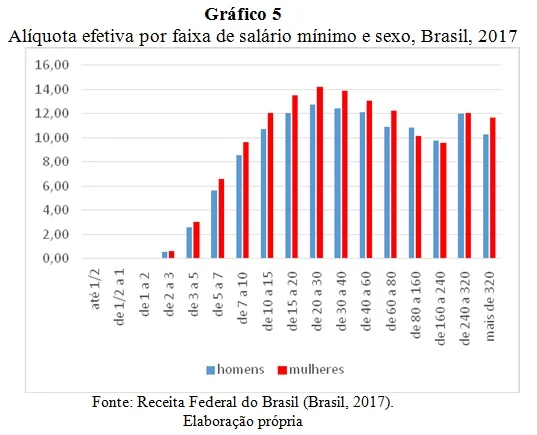 Gráfico 5
Alíquota efetiva por faixa de salário mínimo e sexo, Brasil, 2017
16,00
14,00
12,00
10,00
8,00
6,00
4,00
2,00
0,00
até 1/2
de 1/2 a 1
de 1 a 2
de 2 a 3
de 3 a 5
de 5 a 7
de 7 a 10
de 10 a 15
de 15 a 20
de 20 a 30
de 30 a 40
de 40 a 60
de 60 a 80
de 80 a 160
de 160 a 240
de 240 a 320
mais de 320
homens mulheres
Fonte: Receita Federal do Brasil (Brasil, 2017).
Elaboração própria